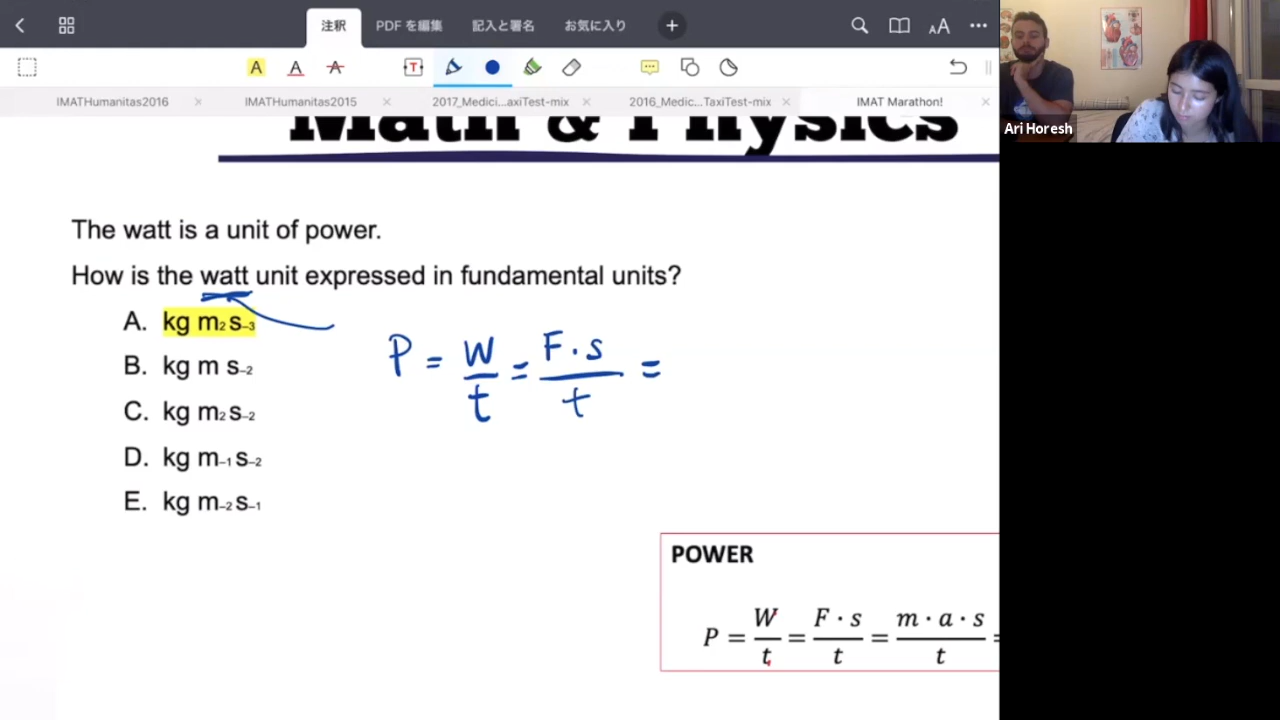 注釈 PDF を編集 記入と署名 お気に入り
A A A T
IMATHumanitas2016 IMATHumanitas2015 2017_Medici...axiTest-mix 2016_Medic...TaxiTest-mix IMAT Marathon!
Ari Horesh
Math & Physics
The watt is a unit of power.
How is the watt unit expressed in fundamental units?
A. kg m2 s–3
B. kg m s–2
C. kg m2 s–2
D. kg m–1 s–2
E. kg m–2 s–1
P = W/t = F·s/t =
POWER
P = W/t = F·s/t = m·a·s/t =